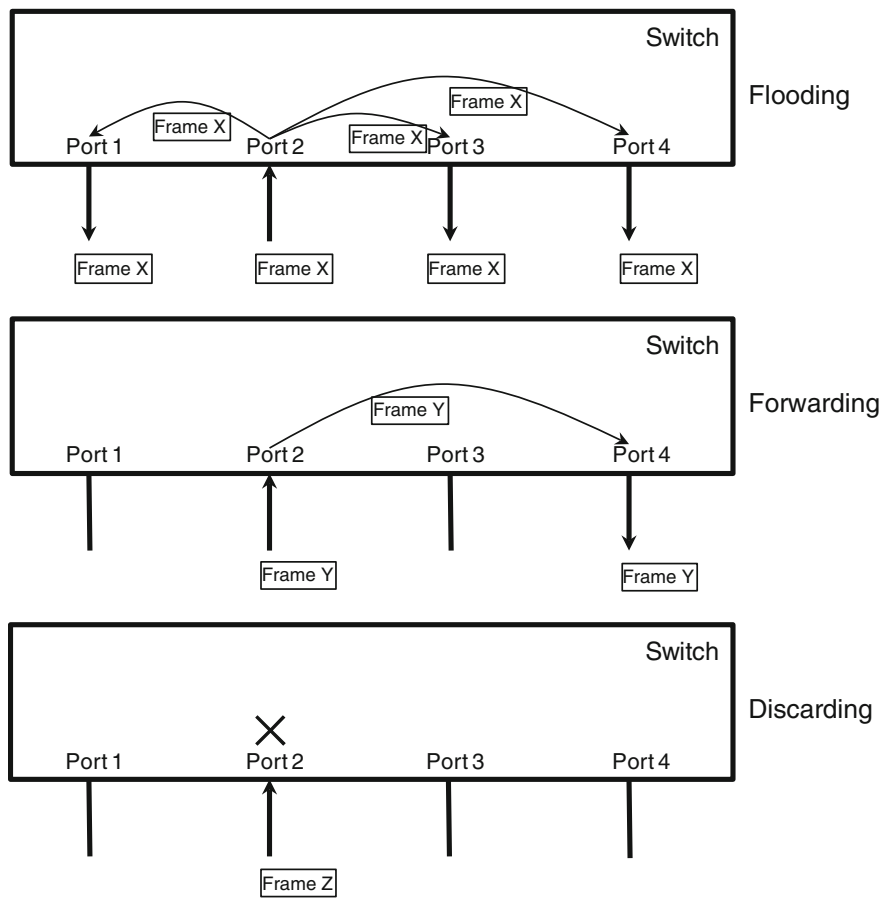 Switch
Flooding
Frame X
Frame X
Frame X
Port 1
Port 2
Port 3
Port 4
Frame X
Frame X
Frame X
Frame X
Switch
Forwarding
Frame Y
Port 1
Port 2
Port 3
Port 4
Frame Y
Frame Y
Switch
Discarding
Port 1
Port 2
Port 3
Port 4
Frame Z